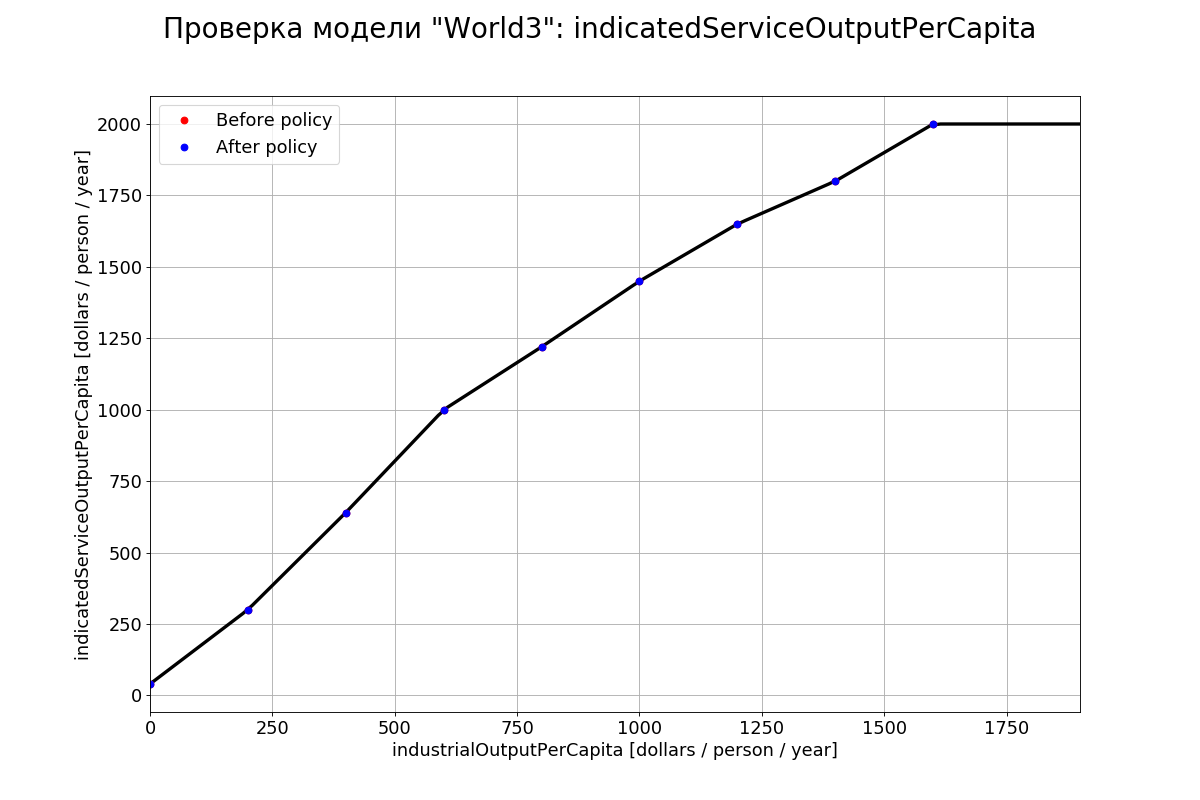 Проверка модели "World3": indicatedServiceOutputPerCapita
Before policy
After policy
indicatedServiceOutputPerCapita [dollars / person / year]
2000
1750
1500
1250
1000
750
500
250
0
0 250 500 750 1000 1250 1500 1750
industrialOutputPerCapita [dollars / person / year]